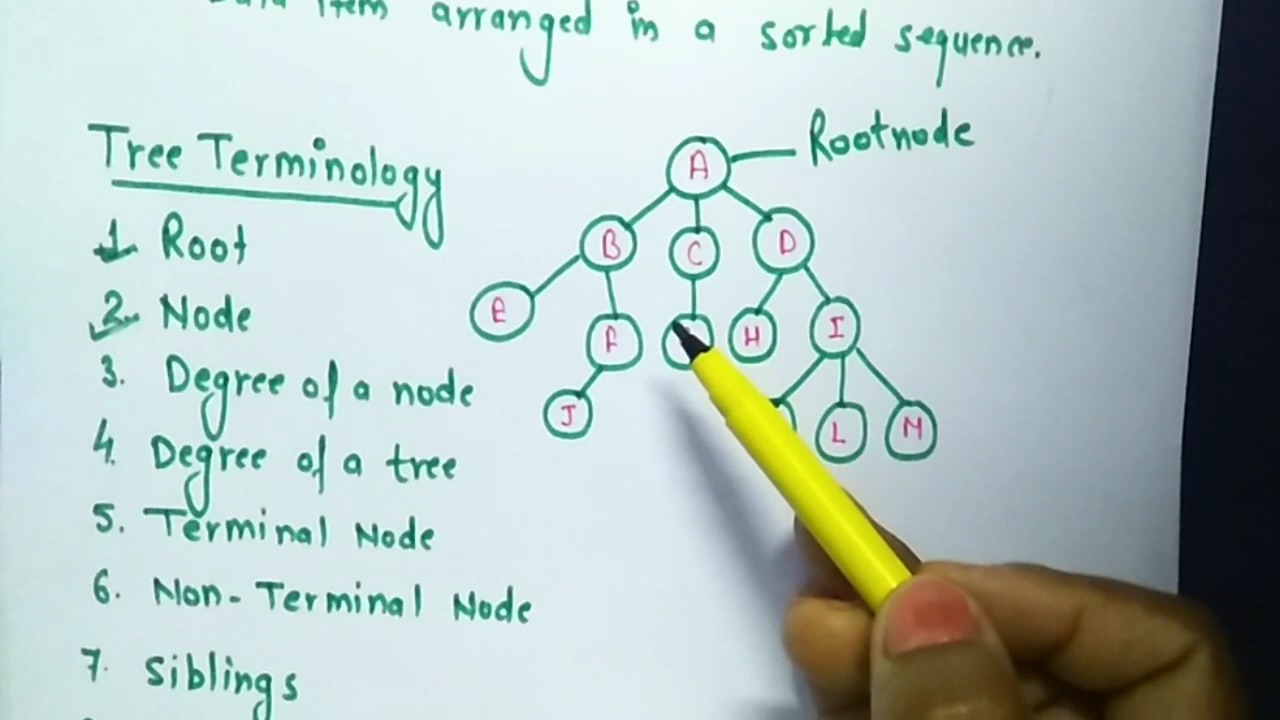 item arranged in a sorted sequence.
Tree Terminology
A Rootnode
1. Root
B C D
2. Node
E F H I
3. Degree of a node
J L M
4. Degree of a tree
5. Terminal Node
6. Non-Terminal Node
7. Siblings